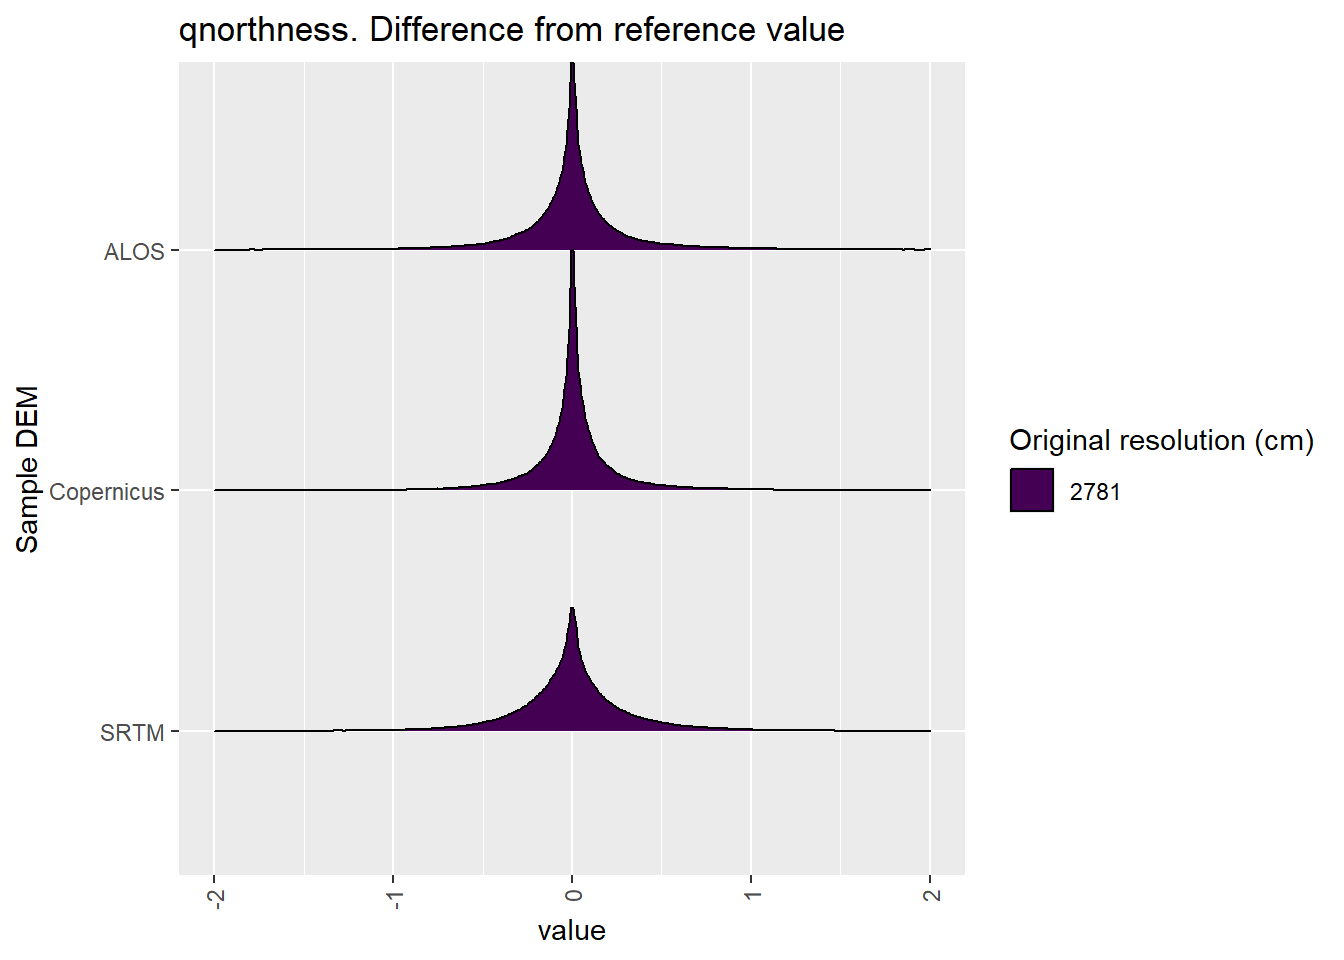 qnorthness. Difference from reference value
Sample DEM
ALOS
Copernicus
SRTM
-2
-1
0
1
2
value
Original resolution (cm)
2781